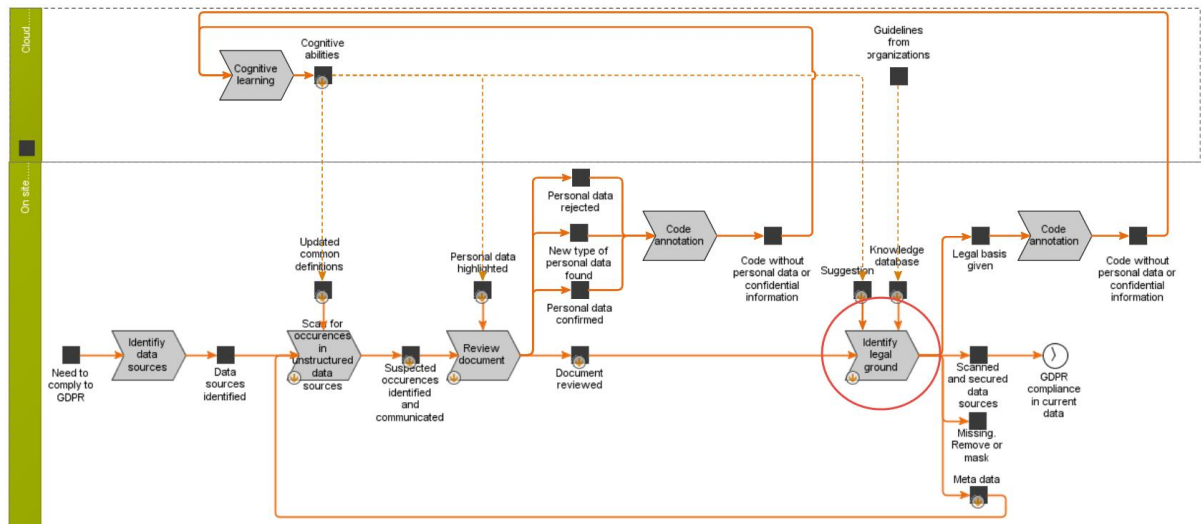 Cloud......
Cognitive
learning
Cognitive
abilities
Guidelines
from
organizations
On site......
Personal data
rejected
New type of
personal data
found
Personal data
confirmed
Code
annotation
Code without
personal data or
confidential
information
Updated
common
definitions
Personal data
highlighted
Suggestion
Knowledge
database
Legal basis
given
Code
annotation
Code without
personal data or
confidential
information
Need to
comply to
GDPR
Identifiy
data
sources
Data
sources
identified
Scan for
occurences
in
unstructured
data
sources
Suspected
occurences
identified
and
communicated
Review
document
Document
reviewed
Identify
legal
ground
Scanned
and secured
data
sources
GDPR
compliance
in current
data
Missing.
Remove or
mask
Meta data